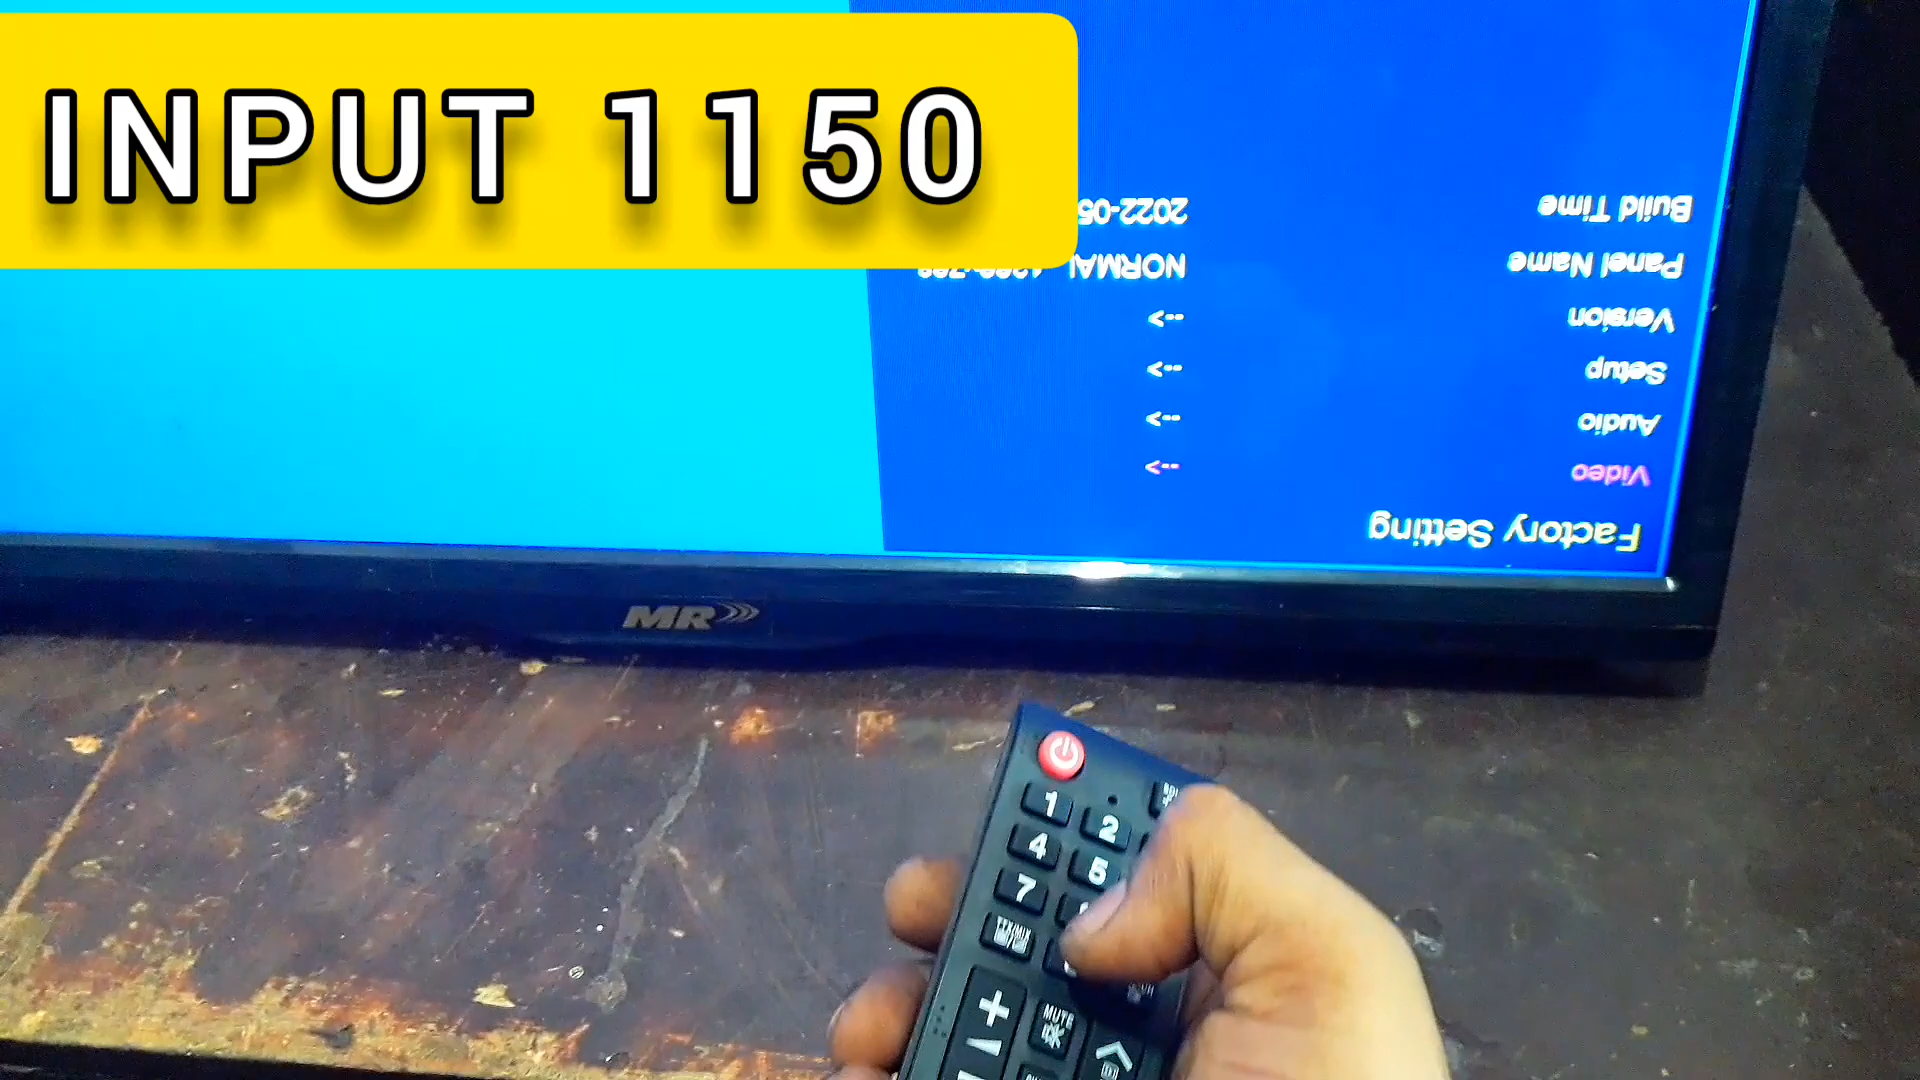 INPUT 1150
Factory Setting
Video -->
Audio -->
Setup -->
Version -->
Panel Name NORMAL
Build Time 2022-05
MR
1
2
4
5
7
MUTE